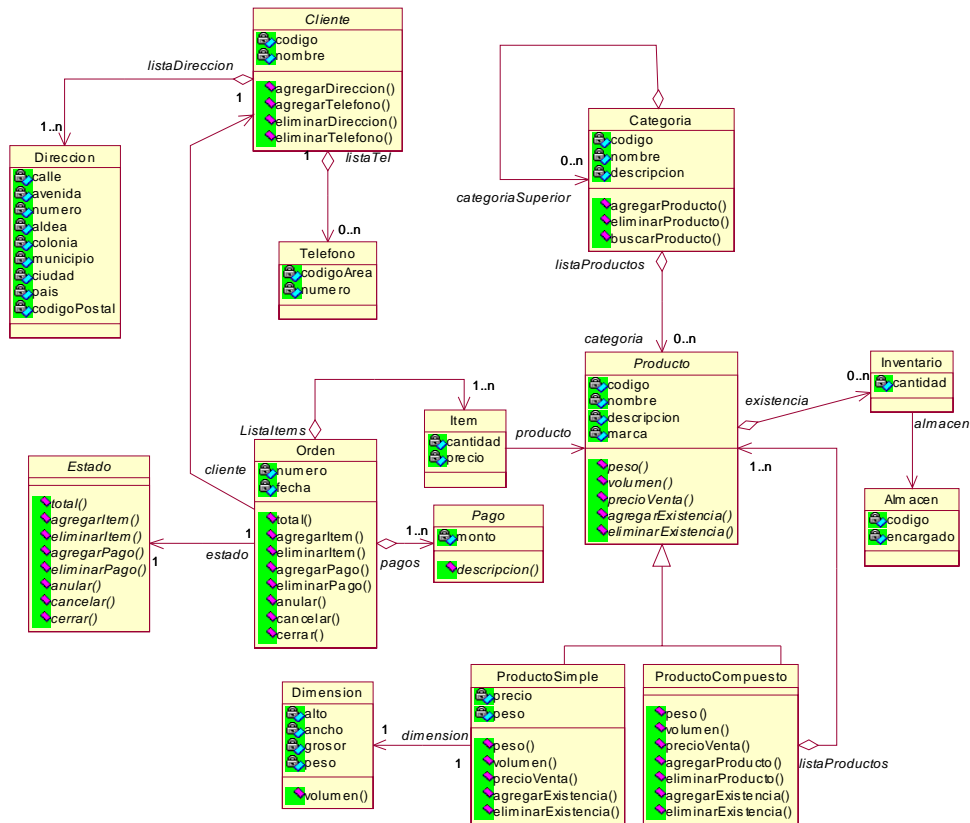 Cliente
codigo
nombre
agregarDireccion()
agregarTelefono()
eliminarDireccion()
eliminarTelefono()
listaDireccion
1
1..n
Direccion
calle
avenida
numero
aldea
colonia
municipio
ciudad
pais
codigoPostal
1
listaTel
0..n
Telefono
codigoArea
numero
Categoria
codigo
nombre
descripcion
agregarProducto()
eliminarProducto()
buscarProducto()
0..n
categoriaSuperior
listaProductos
categoria
0..n
Producto
codigo
nombre
descripcion
marca
peso()
volumen()
precioVenta()
agregarExistencia()
eliminarExistencia()
existencia
0..n
Inventario
cantidad
almacen
Almacen
codigo
encargado
1..n
1..n
Item
cantidad
precio
producto
ListaItems
Orden
numero
fecha
total()
agregarItem()
eliminarItem()
agregarPago()
eliminarPago()
anular()
cancelar()
cerrar()
cliente
1
estado
1
Estado
total()
agregarItem()
eliminarItem()
agregarPago()
eliminarPago()
anular()
cancelar()
cerrar()
1..n
pagos
Pago
monto
descripcion()
Dimension
alto
ancho
grosor
peso
volumen()
1
dimension
1
ProductoSimple
precio
peso
peso()
volumen()
precioVenta()
agregarExistencia()
eliminarExistencia()
ProductoCompuesto
peso()
volumen()
precioVenta()
agregarProducto()
eliminarProducto()
agregarExistencia()
eliminarExistencia()
listaProductos